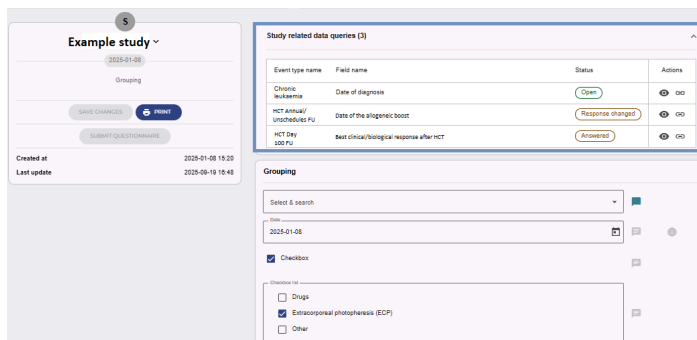 S
Example study
2025-01-08
Grouping
SAVE CHANGES PRINT
SUBMIT QUESTIONNAIRE
Created at 2025-01-08 15:20
Last update 2025-09-19 16:48
Study related data queries (3)
Event type name Field name Status Actions
Chronic
leukaemia Date of diagnosis Open
HCT Annual/
Unschedules FU Date of the allogeneic boost Response changed
HCT Day
100 FU Best clinical/biological response after HCT Answered
Grouping
Select & search
Date
2025-01-08
Checkbox
Checkbox list
Drugs
Extracorporeal photopheresis (ECP)
Other